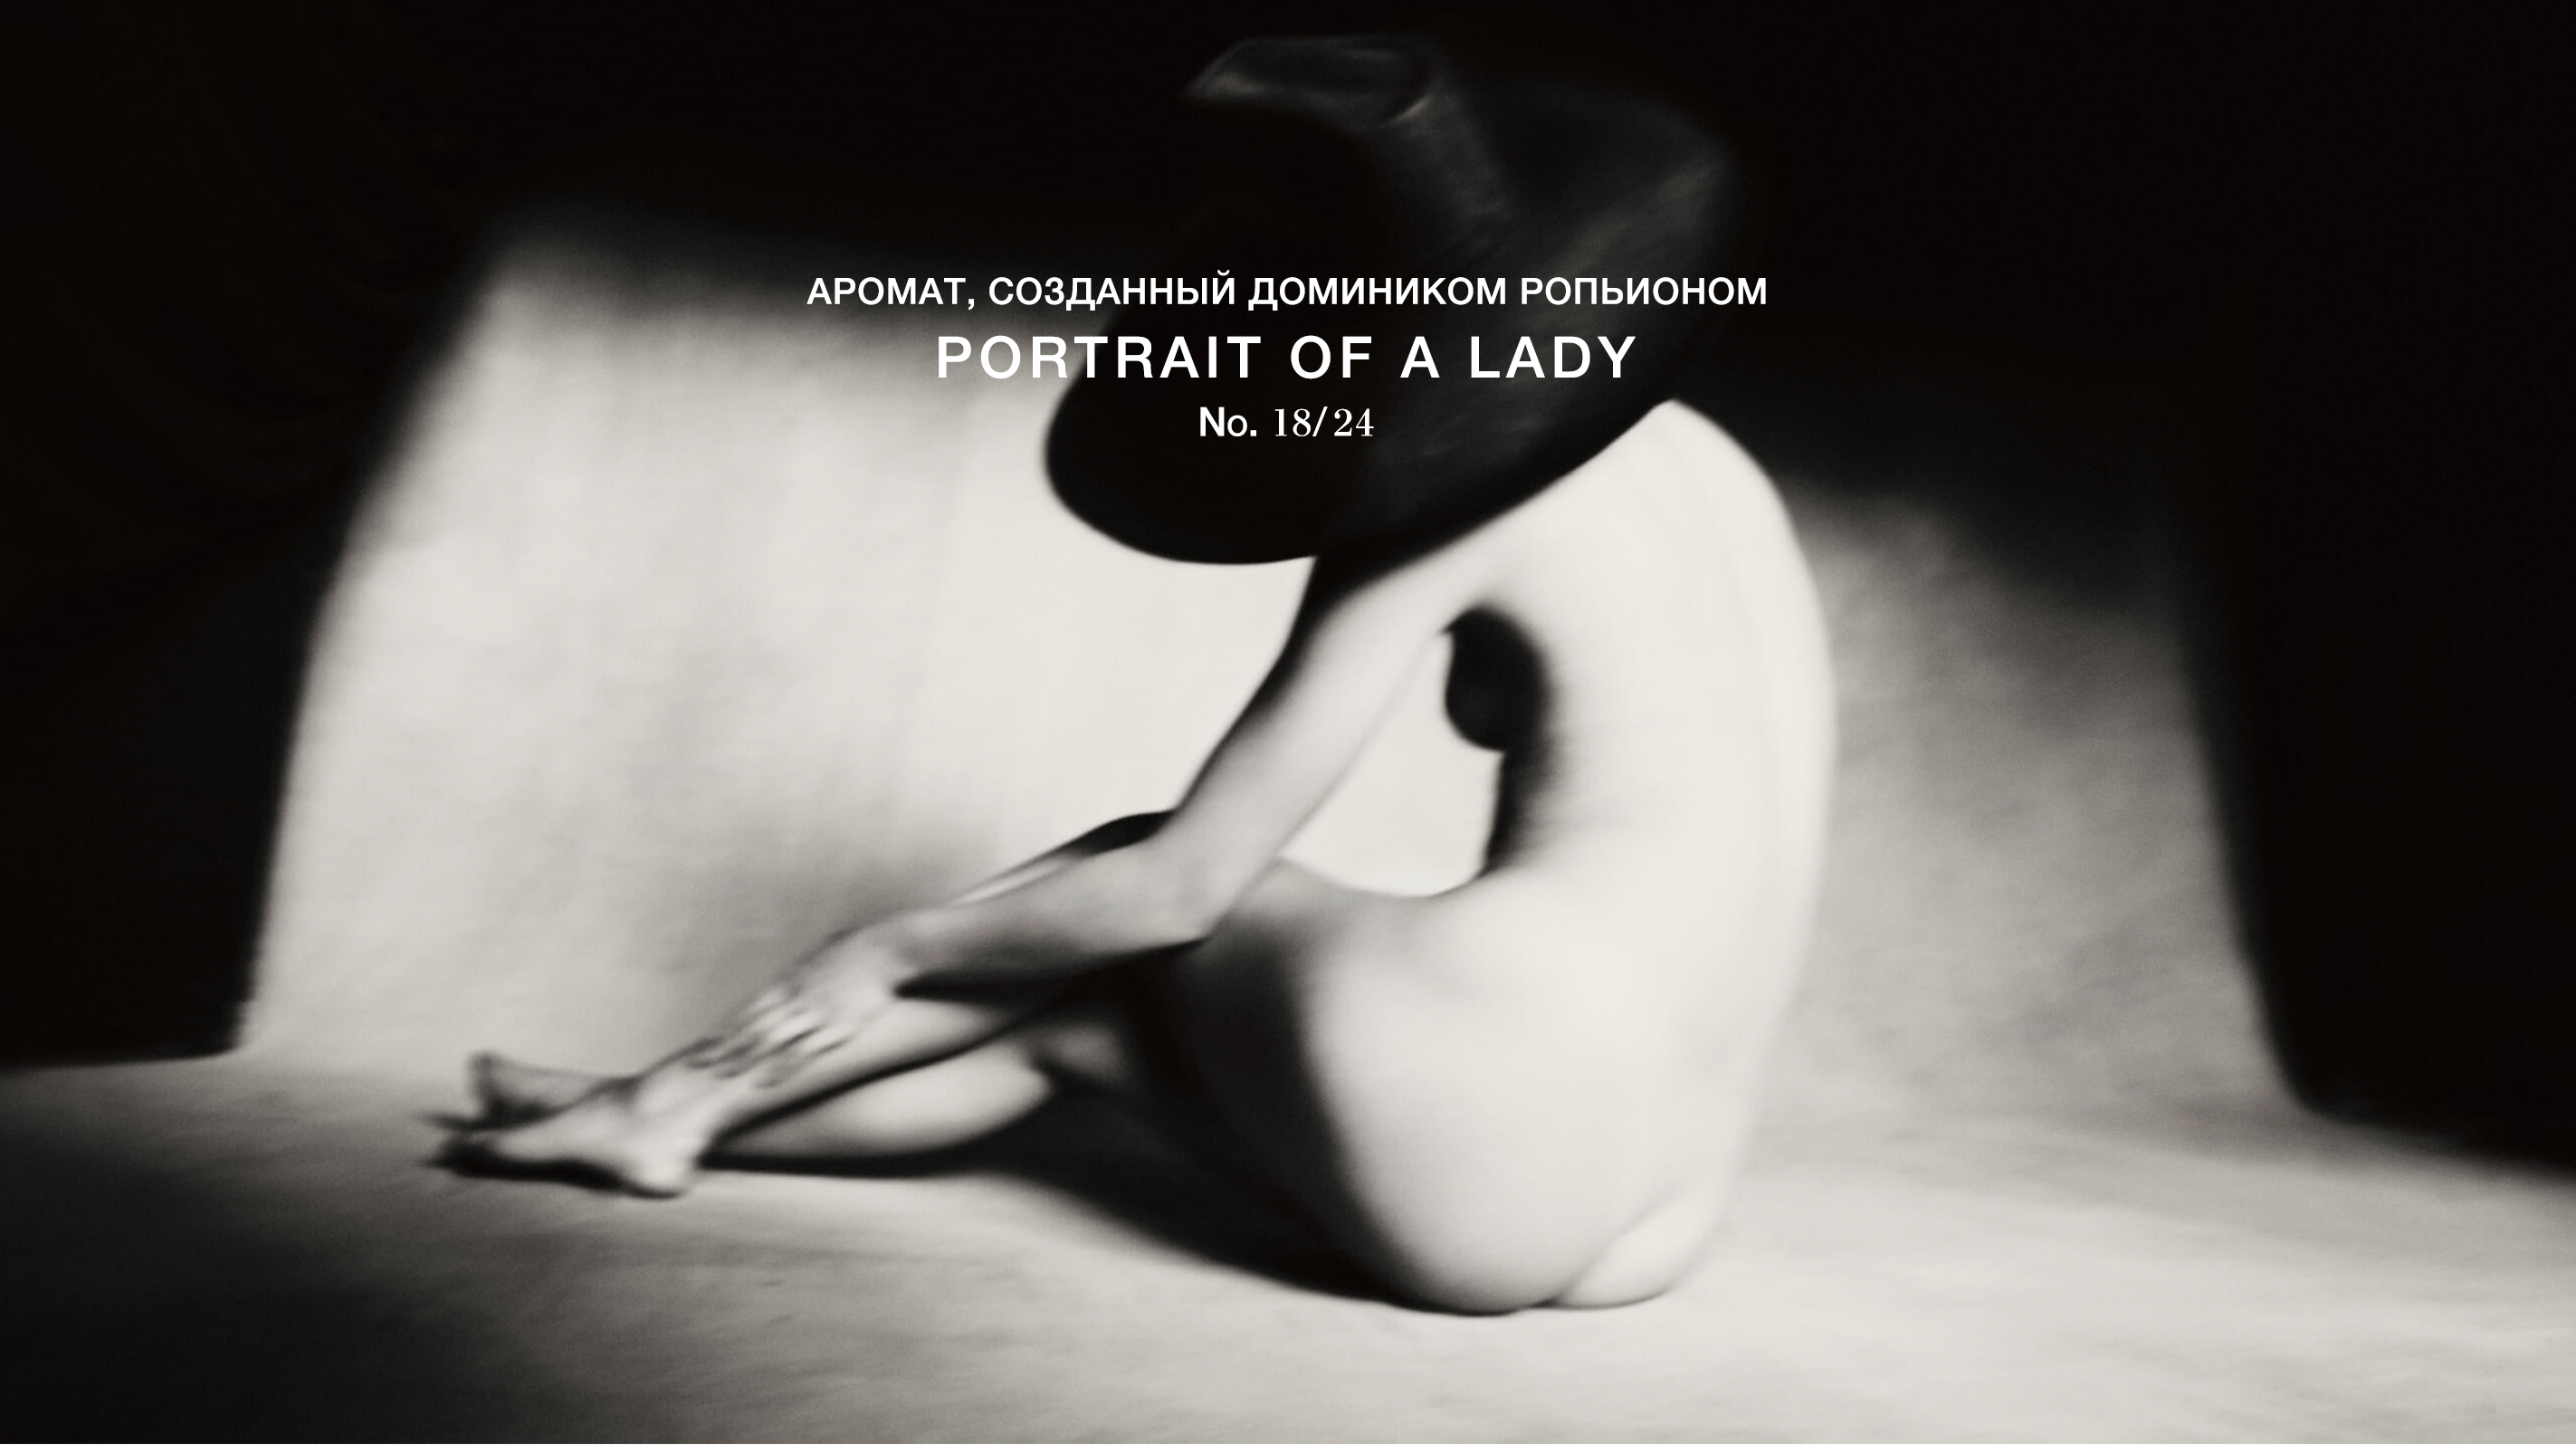 АРОМАТ, СОЗДАННЫЙ ДОМИНИКОМ РОПЬИОНОМ
PORTRAIT OF A LADY
No. 18/24